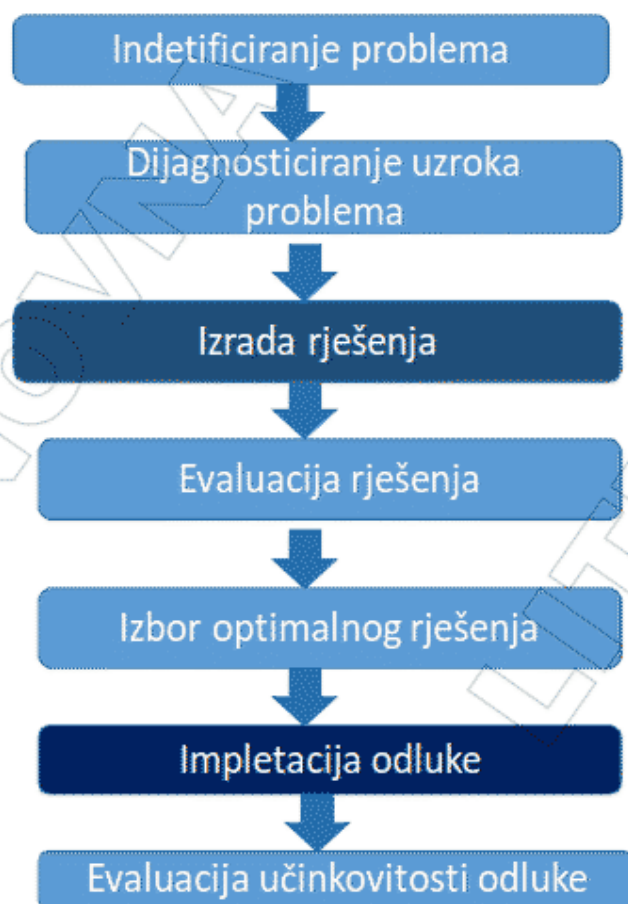 Indetificiranje problema
Dijagnosticiranje uzroka
problema
Izrada rješenja
Evaluacija rješenja
Izbor optimalnog rješenja
Impletacija odluke
Evaluacija učinkovitosti odluke